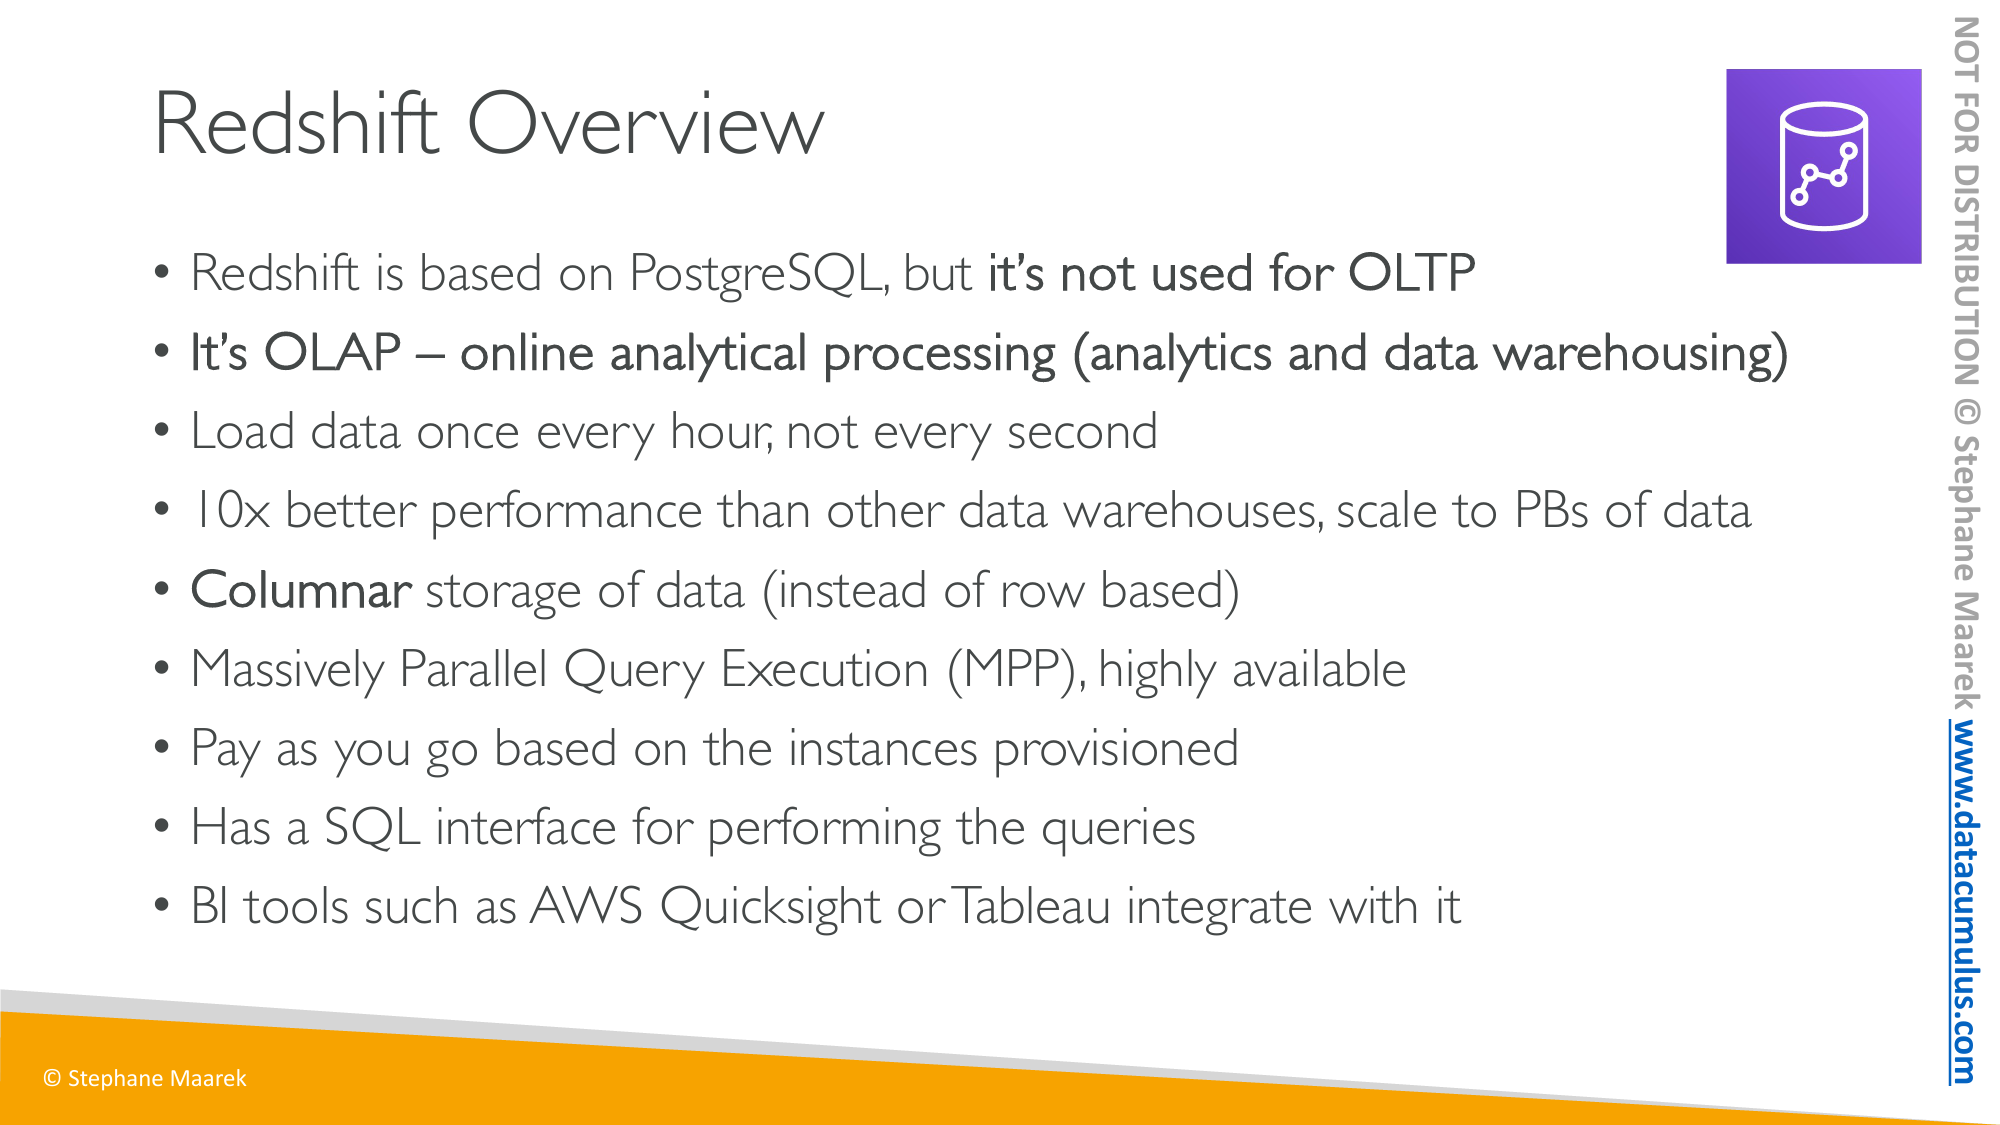 Redshift Overview
• Redshift is based on PostgreSQL, but it’s not used for OLTP
• It’s OLAP – online analytical processing (analytics and data warehousing)
• Load data once every hour, not every second
• 10x better performance than other data warehouses, scale to PBs of data
• Columnar storage of data (instead of row based)
• Massively Parallel Query Execution (MPP), highly available
• Pay as you go based on the instances provisioned
• Has a SQL interface for performing the queries
• BI tools such as AWS Quicksight or Tableau integrate with it
© Stephane Maarek
NOT FOR DISTRIBUTION © Stephane Maarek www.datacumulus.com